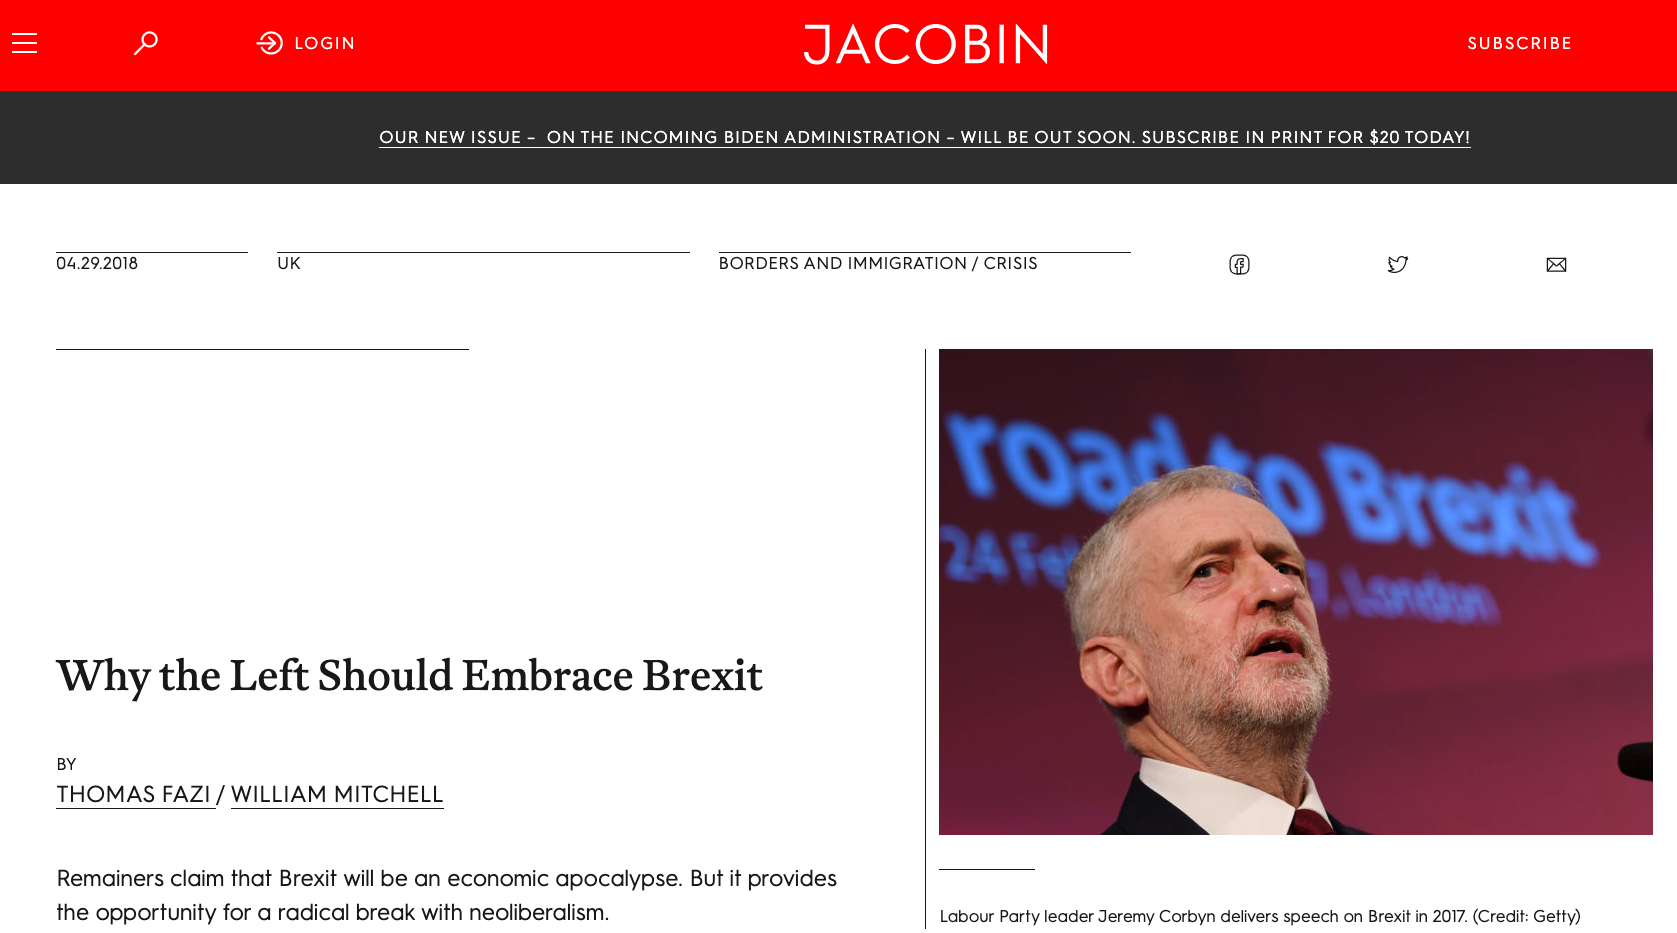 LOGIN
JACOBIN
SUBSCRIBE
OUR NEW ISSUE – ON THE INCOMING BIDEN ADMINISTRATION – WILL BE OUT SOON. SUBSCRIBE IN PRINT FOR $20 TODAY!
04.29.2018
UK
BORDERS AND IMMIGRATION / CRISIS
road to Brexit
24 Fe
, London
Why the Left Should Embrace Brexit
BY
THOMAS FAZI / WILLIAM MITCHELL
Remainers claim that Brexit will be an economic apocalypse. But it provides
the opportunity for a radical break with neoliberalism.
Labour Party leader Jeremy Corbyn delivers speech on Brexit in 2017. (Credit: Getty)